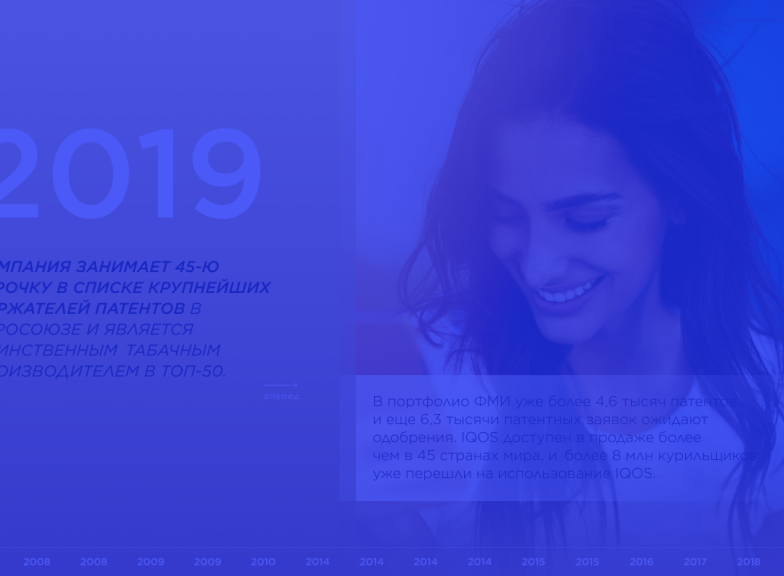 2019
МПАНИЯ ЗАНИМАЕТ 45-Ю
РОЧКУ В СПИСКЕ КРУПНЕЙШИХ
РЖАТЕЛЕЙ ПАТЕНТОВ В
РОСОЮЗЕ И ЯВЛЯЕТСЯ
ИНСТВЕННЫМ ТАБАЧНЫМ
ОИЗВОДИТЕЛЕМ В ТОП-50.
вперед
В портфолио ФМИ уже более 4,6 тысяч патентов
и еще 6,3 тысячи патентных заявок ожидают
одобрения. IQOS доступен в продаже более
чем в 45 странах мира, и более 8 млн курильщиков
уже перешли на использование IQOS.
2008 2008 2009 2009 2010 2014 2014 2014 2014 2015 2015 2016 2017 2018